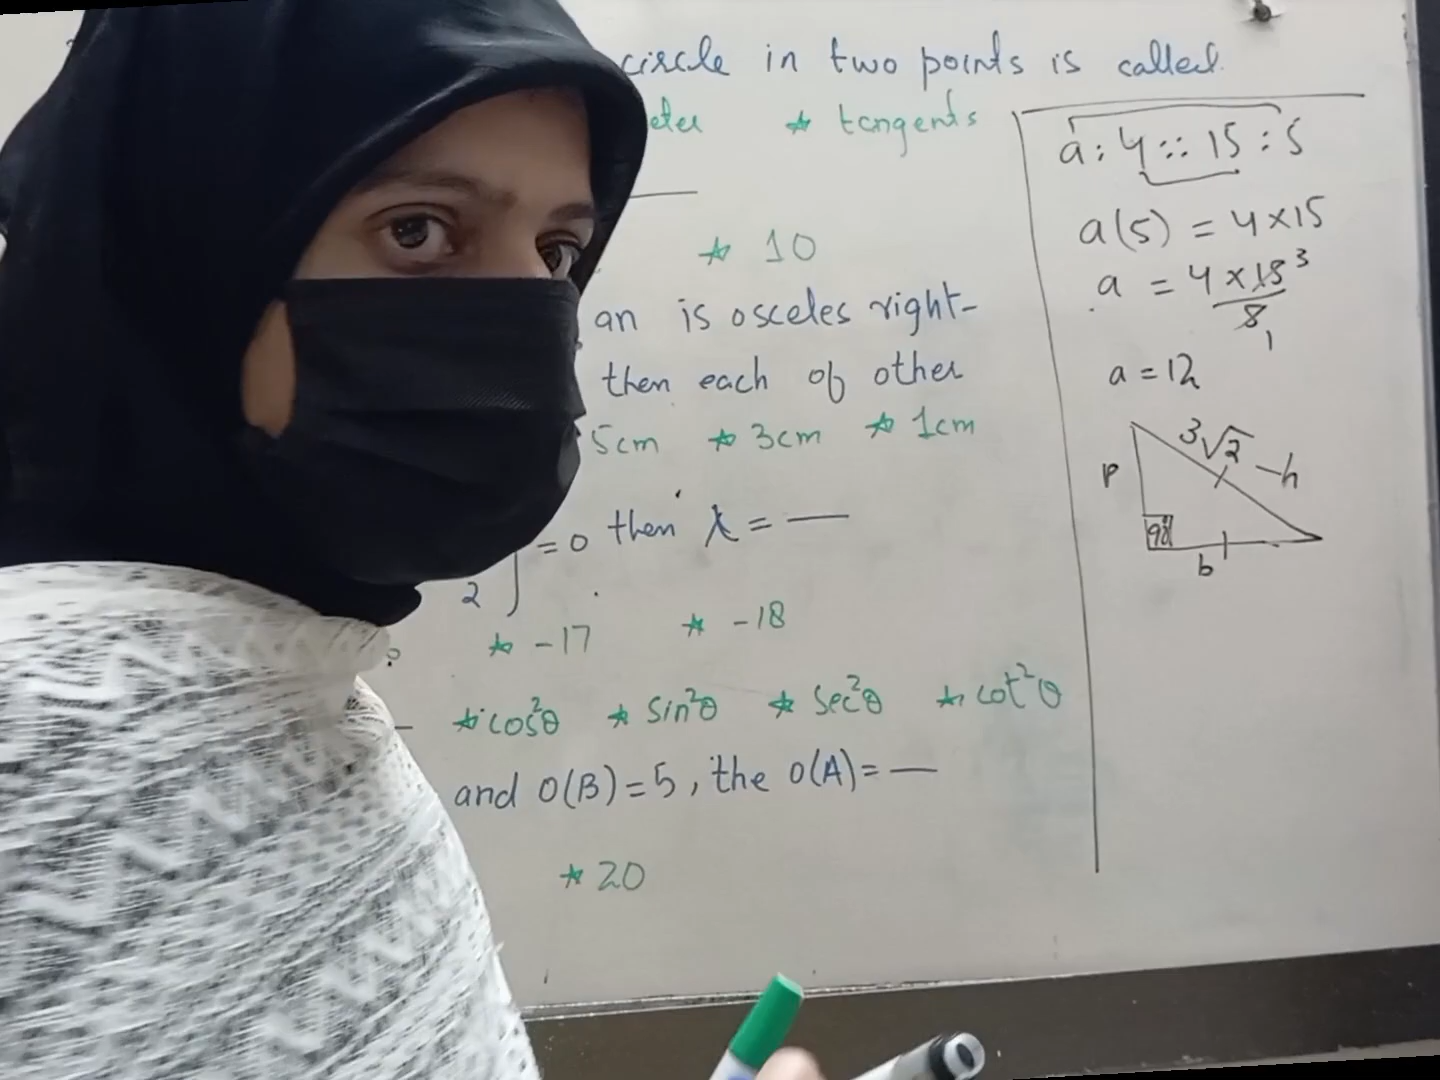 circle in two points is called.
eter * tangents
* 10
an isosceles right-
then each of other
5cm * 3cm * 1cm
= 0 then λ = —
2
* -17 * -18
* cos²θ * sin²θ * sec²θ * cot²θ
and O(B)=5, the O(A)= —
* 20
a : 4 :: 15 : 5
a(5) = 4×15
a = 4×15 3
5 1
a = 12
3√2 - h
P
90°
b